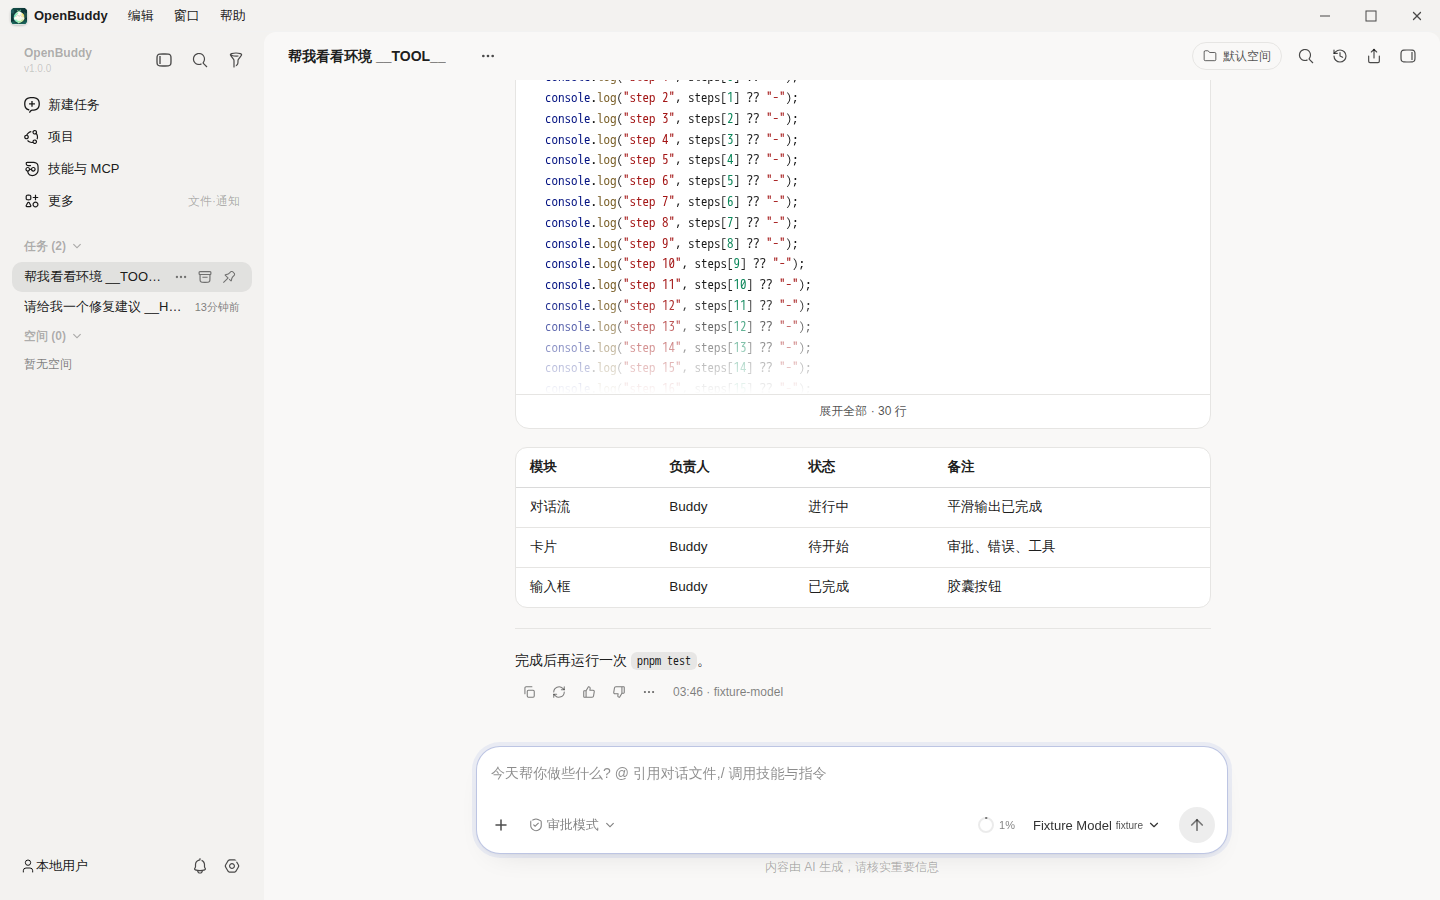 OpenBuddy 编辑 窗口 帮助
OpenBuddy
v1.0.0
新建任务
项目
技能与 MCP
更多 文件·通知
任务 (2)
帮我看看环境 __TOO…
请给我一个修复建议 __H… 13分钟前
空间 (0)
暂无空间
本地用户
帮我看看环境 __TOOL__
默认空间
console.log("step 2", steps[1] ?? "-");
console.log("step 3", steps[2] ?? "-");
console.log("step 4", steps[3] ?? "-");
console.log("step 5", steps[4] ?? "-");
console.log("step 6", steps[5] ?? "-");
console.log("step 7", steps[6] ?? "-");
console.log("step 8", steps[7] ?? "-");
console.log("step 9", steps[8] ?? "-");
console.log("step 10", steps[9] ?? "-");
console.log("step 11", steps[10] ?? "-");
console.log("step 12", steps[11] ?? "-");
console.log("step 13", steps[12] ?? "-");
console.log("step 14", steps[13] ?? "-");
console.log("step 15", steps[14] ?? "-");
console.log("step 16", steps[15] ?? "-");
展开全部 · 30 行
模块 负责人 状态 备注
对话流 Buddy 进行中 平滑输出已完成
卡片 Buddy 待开始 审批、错误、工具
输入框 Buddy 已完成 胶囊按钮
完成后再运行一次 pnpm test。
03:46 · fixture-model
今天帮你做些什么? @ 引用对话文件,/ 调用技能与指令
审批模式 1% Fixture Model fixture
内容由 AI 生成，请核实重要信息